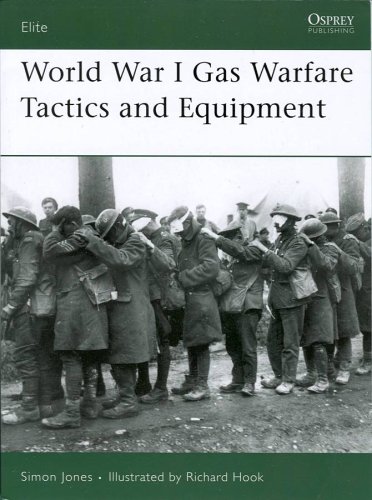 Elite
OSPREY
PUBLISHING
World War I Gas Warfare
Tactics and Equipment
Simon Jones • Illustrated by Richard Hook